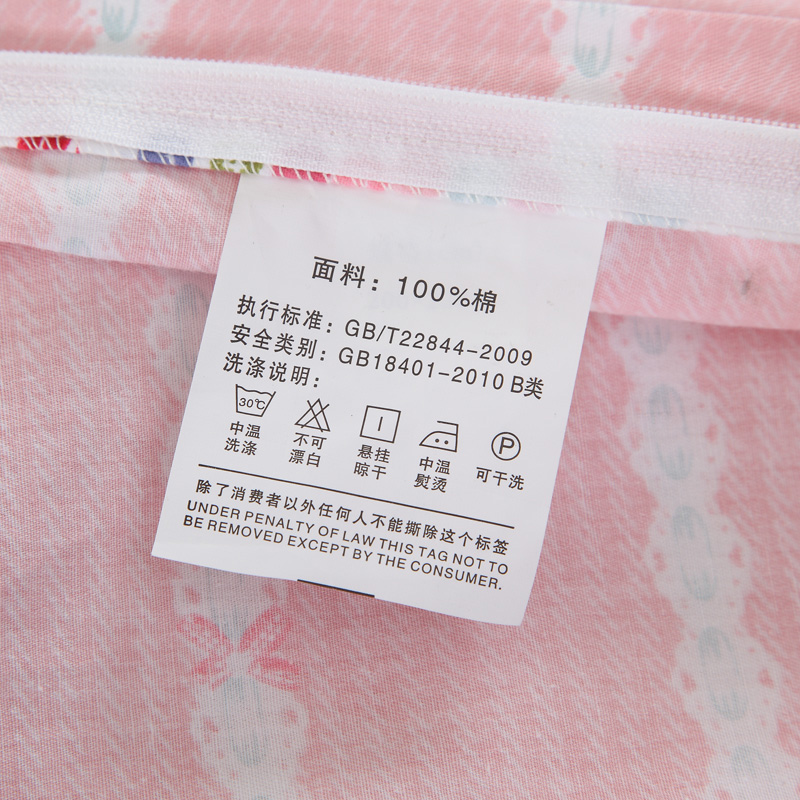 面料：100%棉
执行标准：GB/T22844-2009
安全类别：GB18401-2010 B类
洗涤说明：
30℃ P
中温 不可 悬挂 中温 可干洗
洗涤 漂白 晾干 熨烫
除了消费者以外任何人不能撕除这个标签
UNDER PENALTY OF LAW THIS TAG NOT TO
BE REMOVED EXCEPT BY THE CONSUMER.